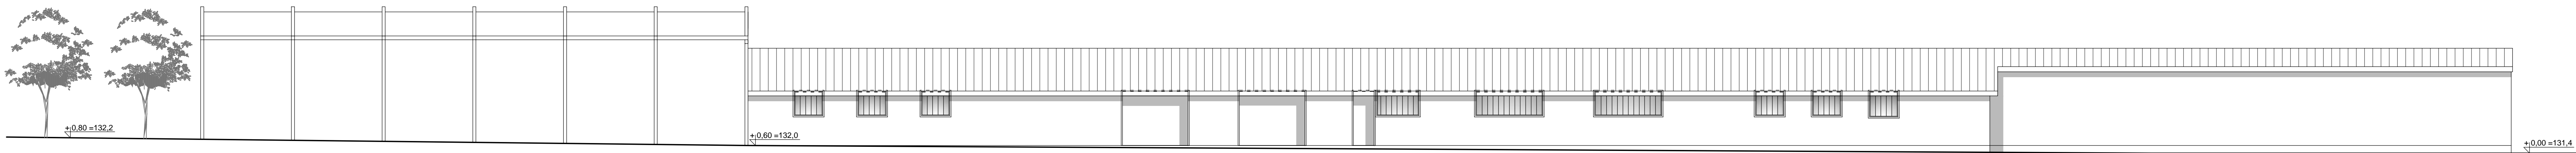 + 0,80 =132,2
+ 0,60 =132,0
+ 0,00 =131,4